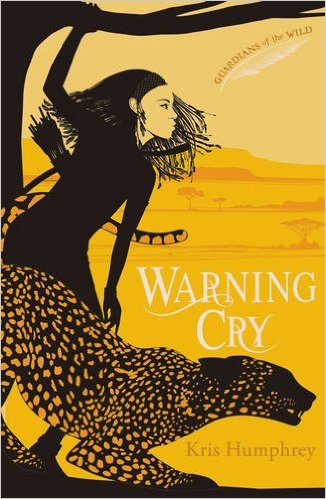 GUARDIANS of the WILD
WARNING
CRY
Kris Humphrey